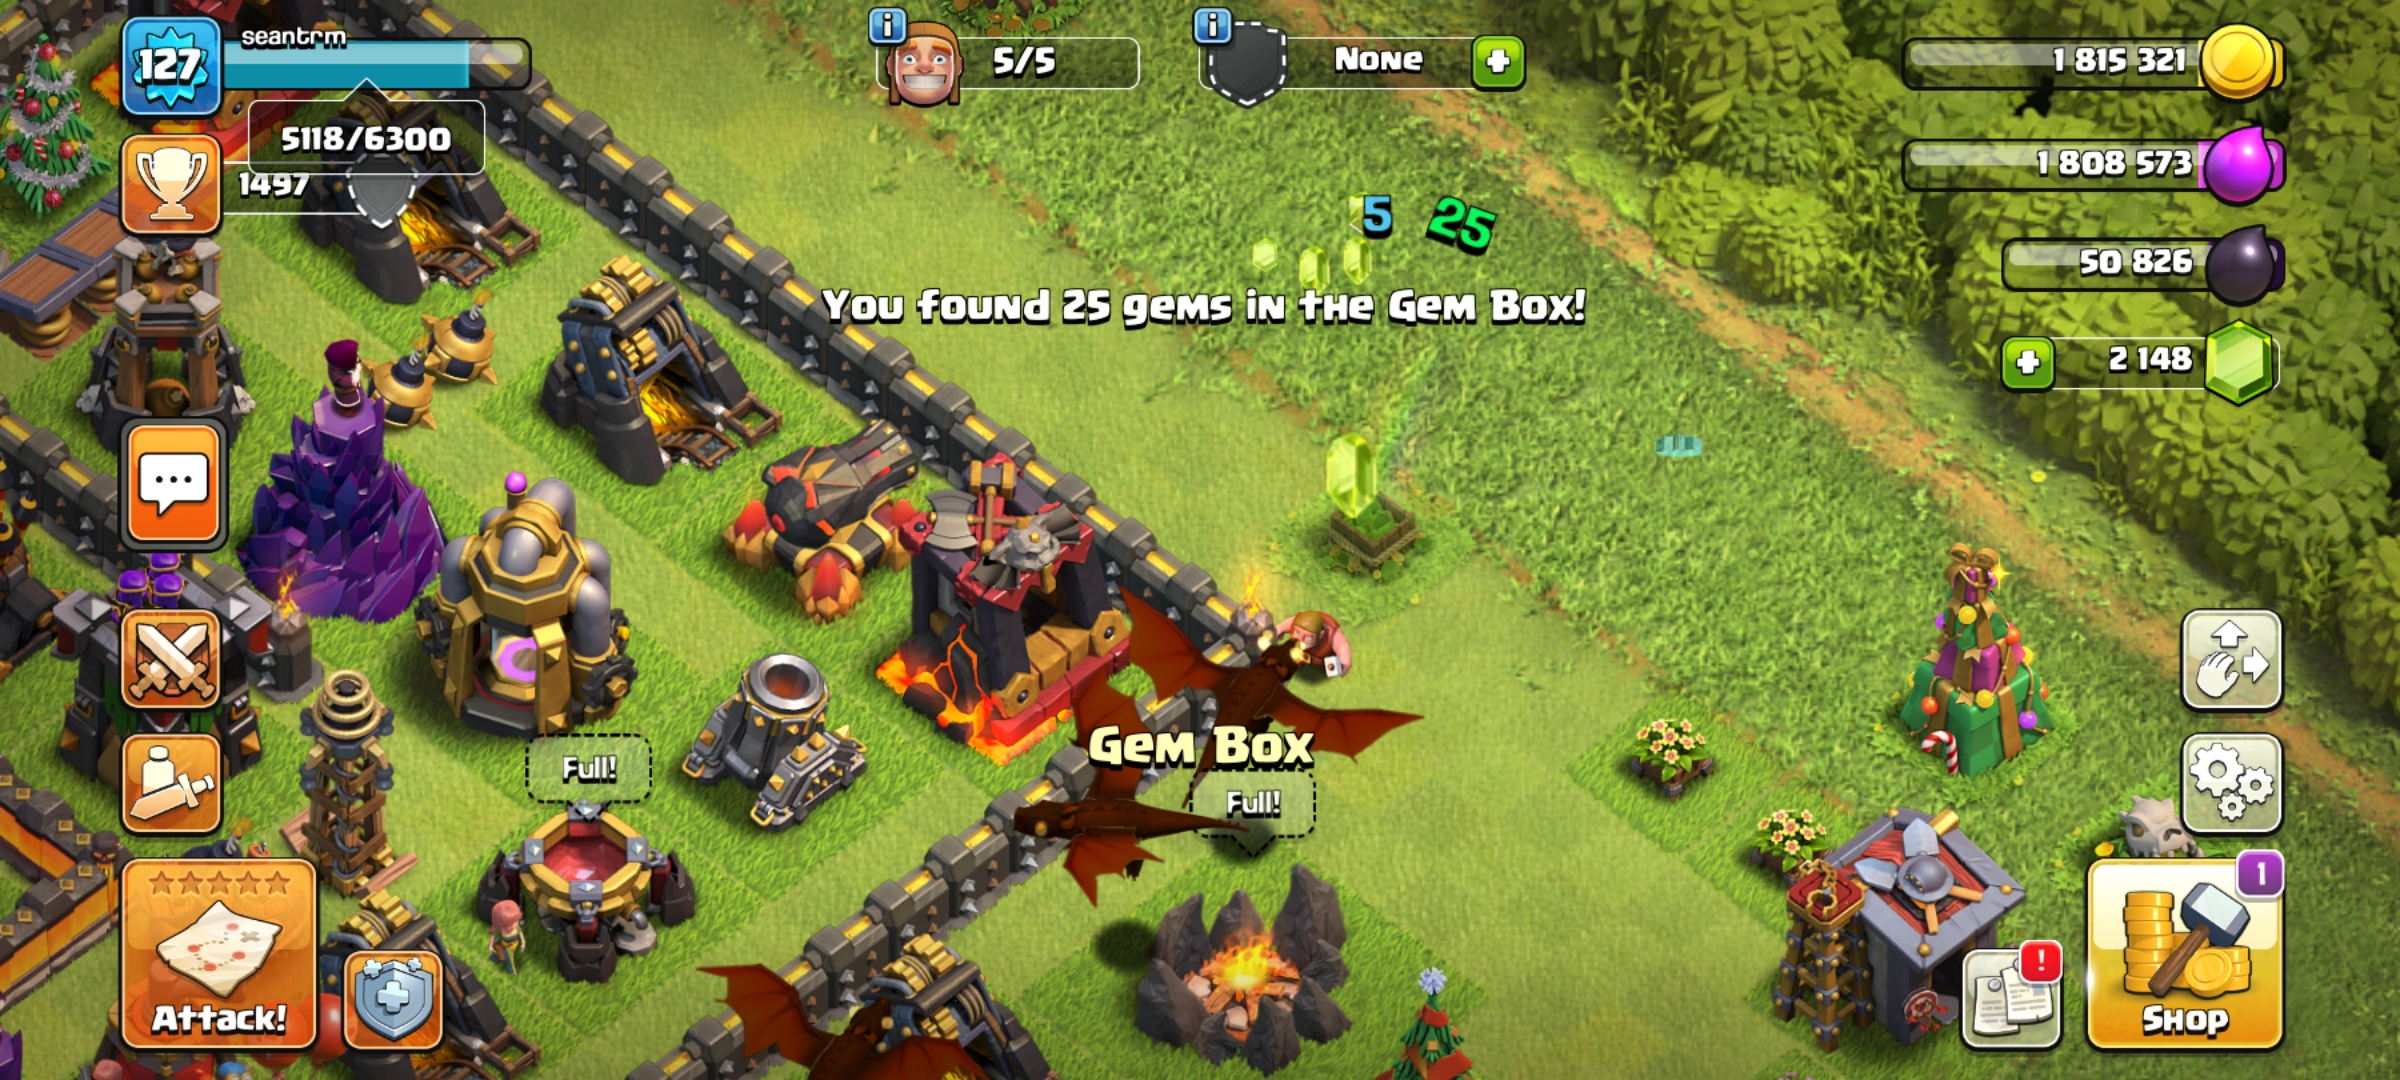 127
seantrm
5/5
None
1 815 321
5118/6300
1497
1 808 573
5
25
50 826
You found 25 gems in the Gem Box!
2 148
Gem Box
Full!
Full!
1
!
Attack!
Shop